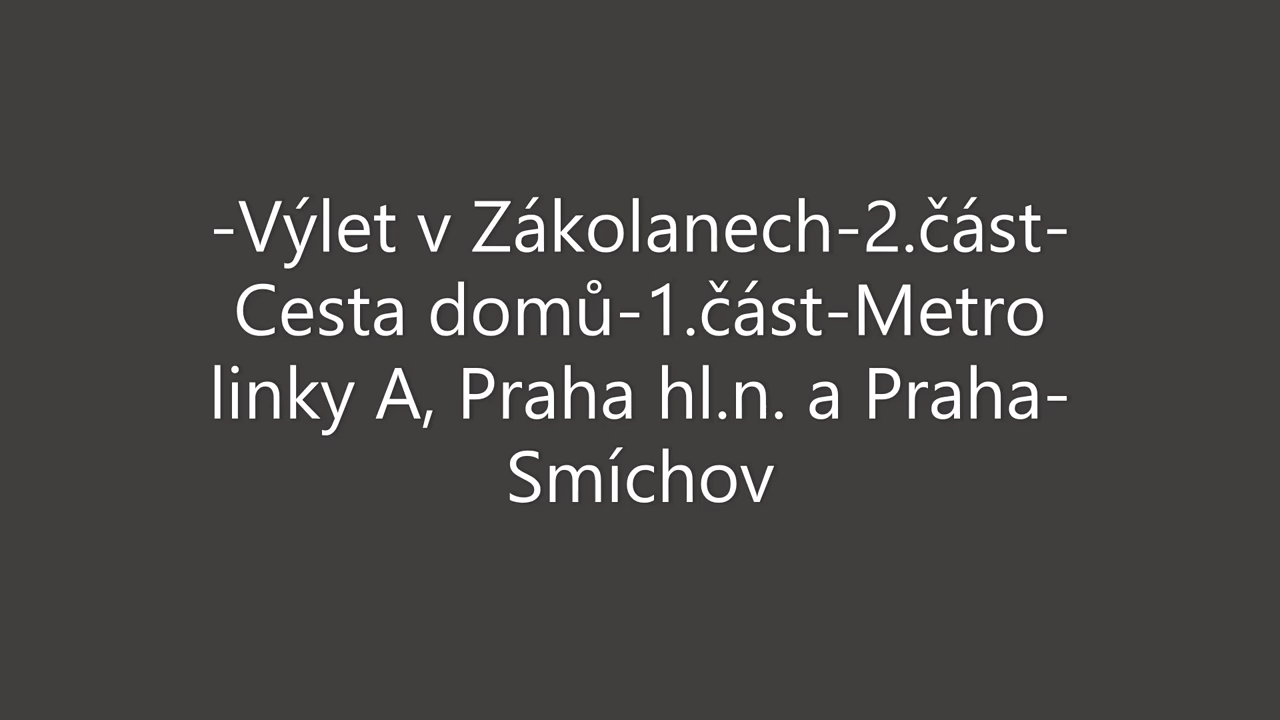 -Výlet v Zákolanech-2.část-
Cesta domů-1.část-Metro
linky A, Praha hl.n. a Praha-
Smíchov